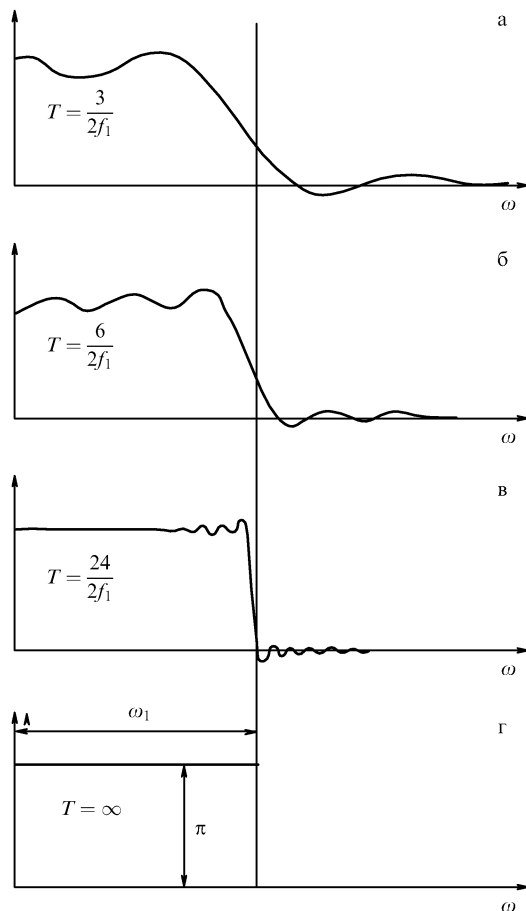 а
T = 3/2f₁
ω
б
T = 6/2f₁
ω
в
T = 24/2f₁
ω
ω₁
г
T = ∞
π
ω